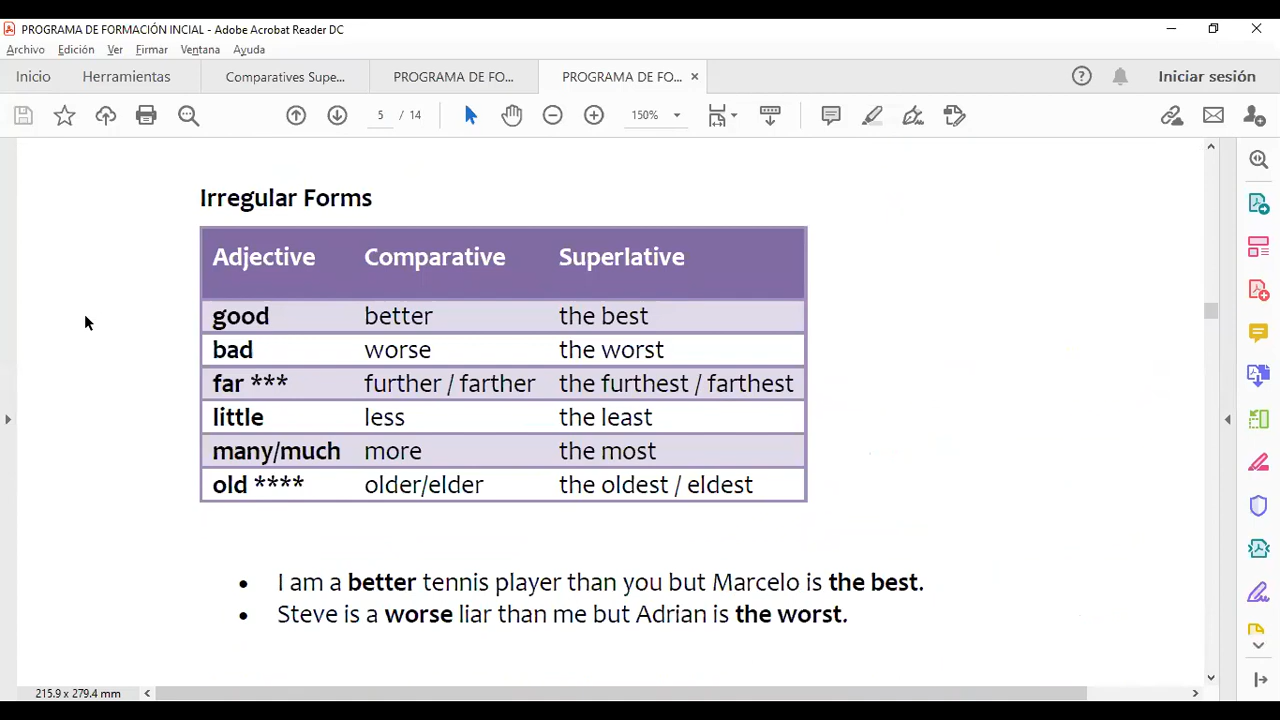 PROGRAMA DE FORMACIÓN INCIAL - Adobe Acrobat Reader DC
Archivo Edición Ver Firmar Ventana Ayuda
Inicio Herramientas Comparatives Supe... PROGRAMA DE FO... PROGRAMA DE FO... × Iniciar sesión
5 / 14 150%
Irregular Forms
Adjective Comparative Superlative
good better the best
bad worse the worst
far *** further / farther the furthest / farthest
little less the least
many/much more the most
old **** older/elder the oldest / eldest
• I am a better tennis player than you but Marcelo is the best.
• Steve is a worse liar than me but Adrian is the worst.
215.9 x 279.4 mm